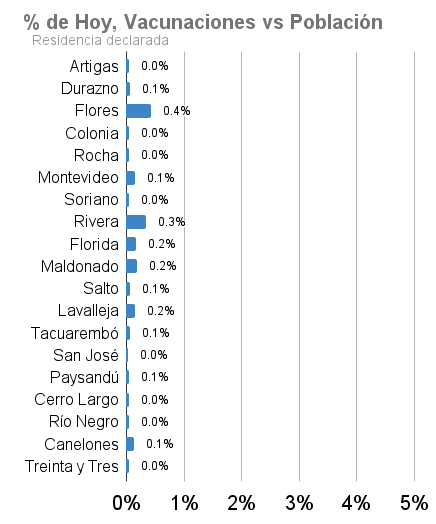 % de Hoy, Vacunaciones vs Población
Residencia declarada
Artigas 0.0%
Durazno 0.1%
Flores 0.4%
Colonia 0.0%
Rocha 0.0%
Montevideo 0.1%
Soriano 0.0%
Rivera 0.3%
Florida 0.2%
Maldonado 0.2%
Salto 0.1%
Lavalleja 0.2%
Tacuarembó 0.1%
San José 0.0%
Paysandú 0.1%
Cerro Largo 0.0%
Río Negro 0.0%
Canelones 0.1%
Treinta y Tres 0.0%
0% 1% 2% 3% 4% 5%